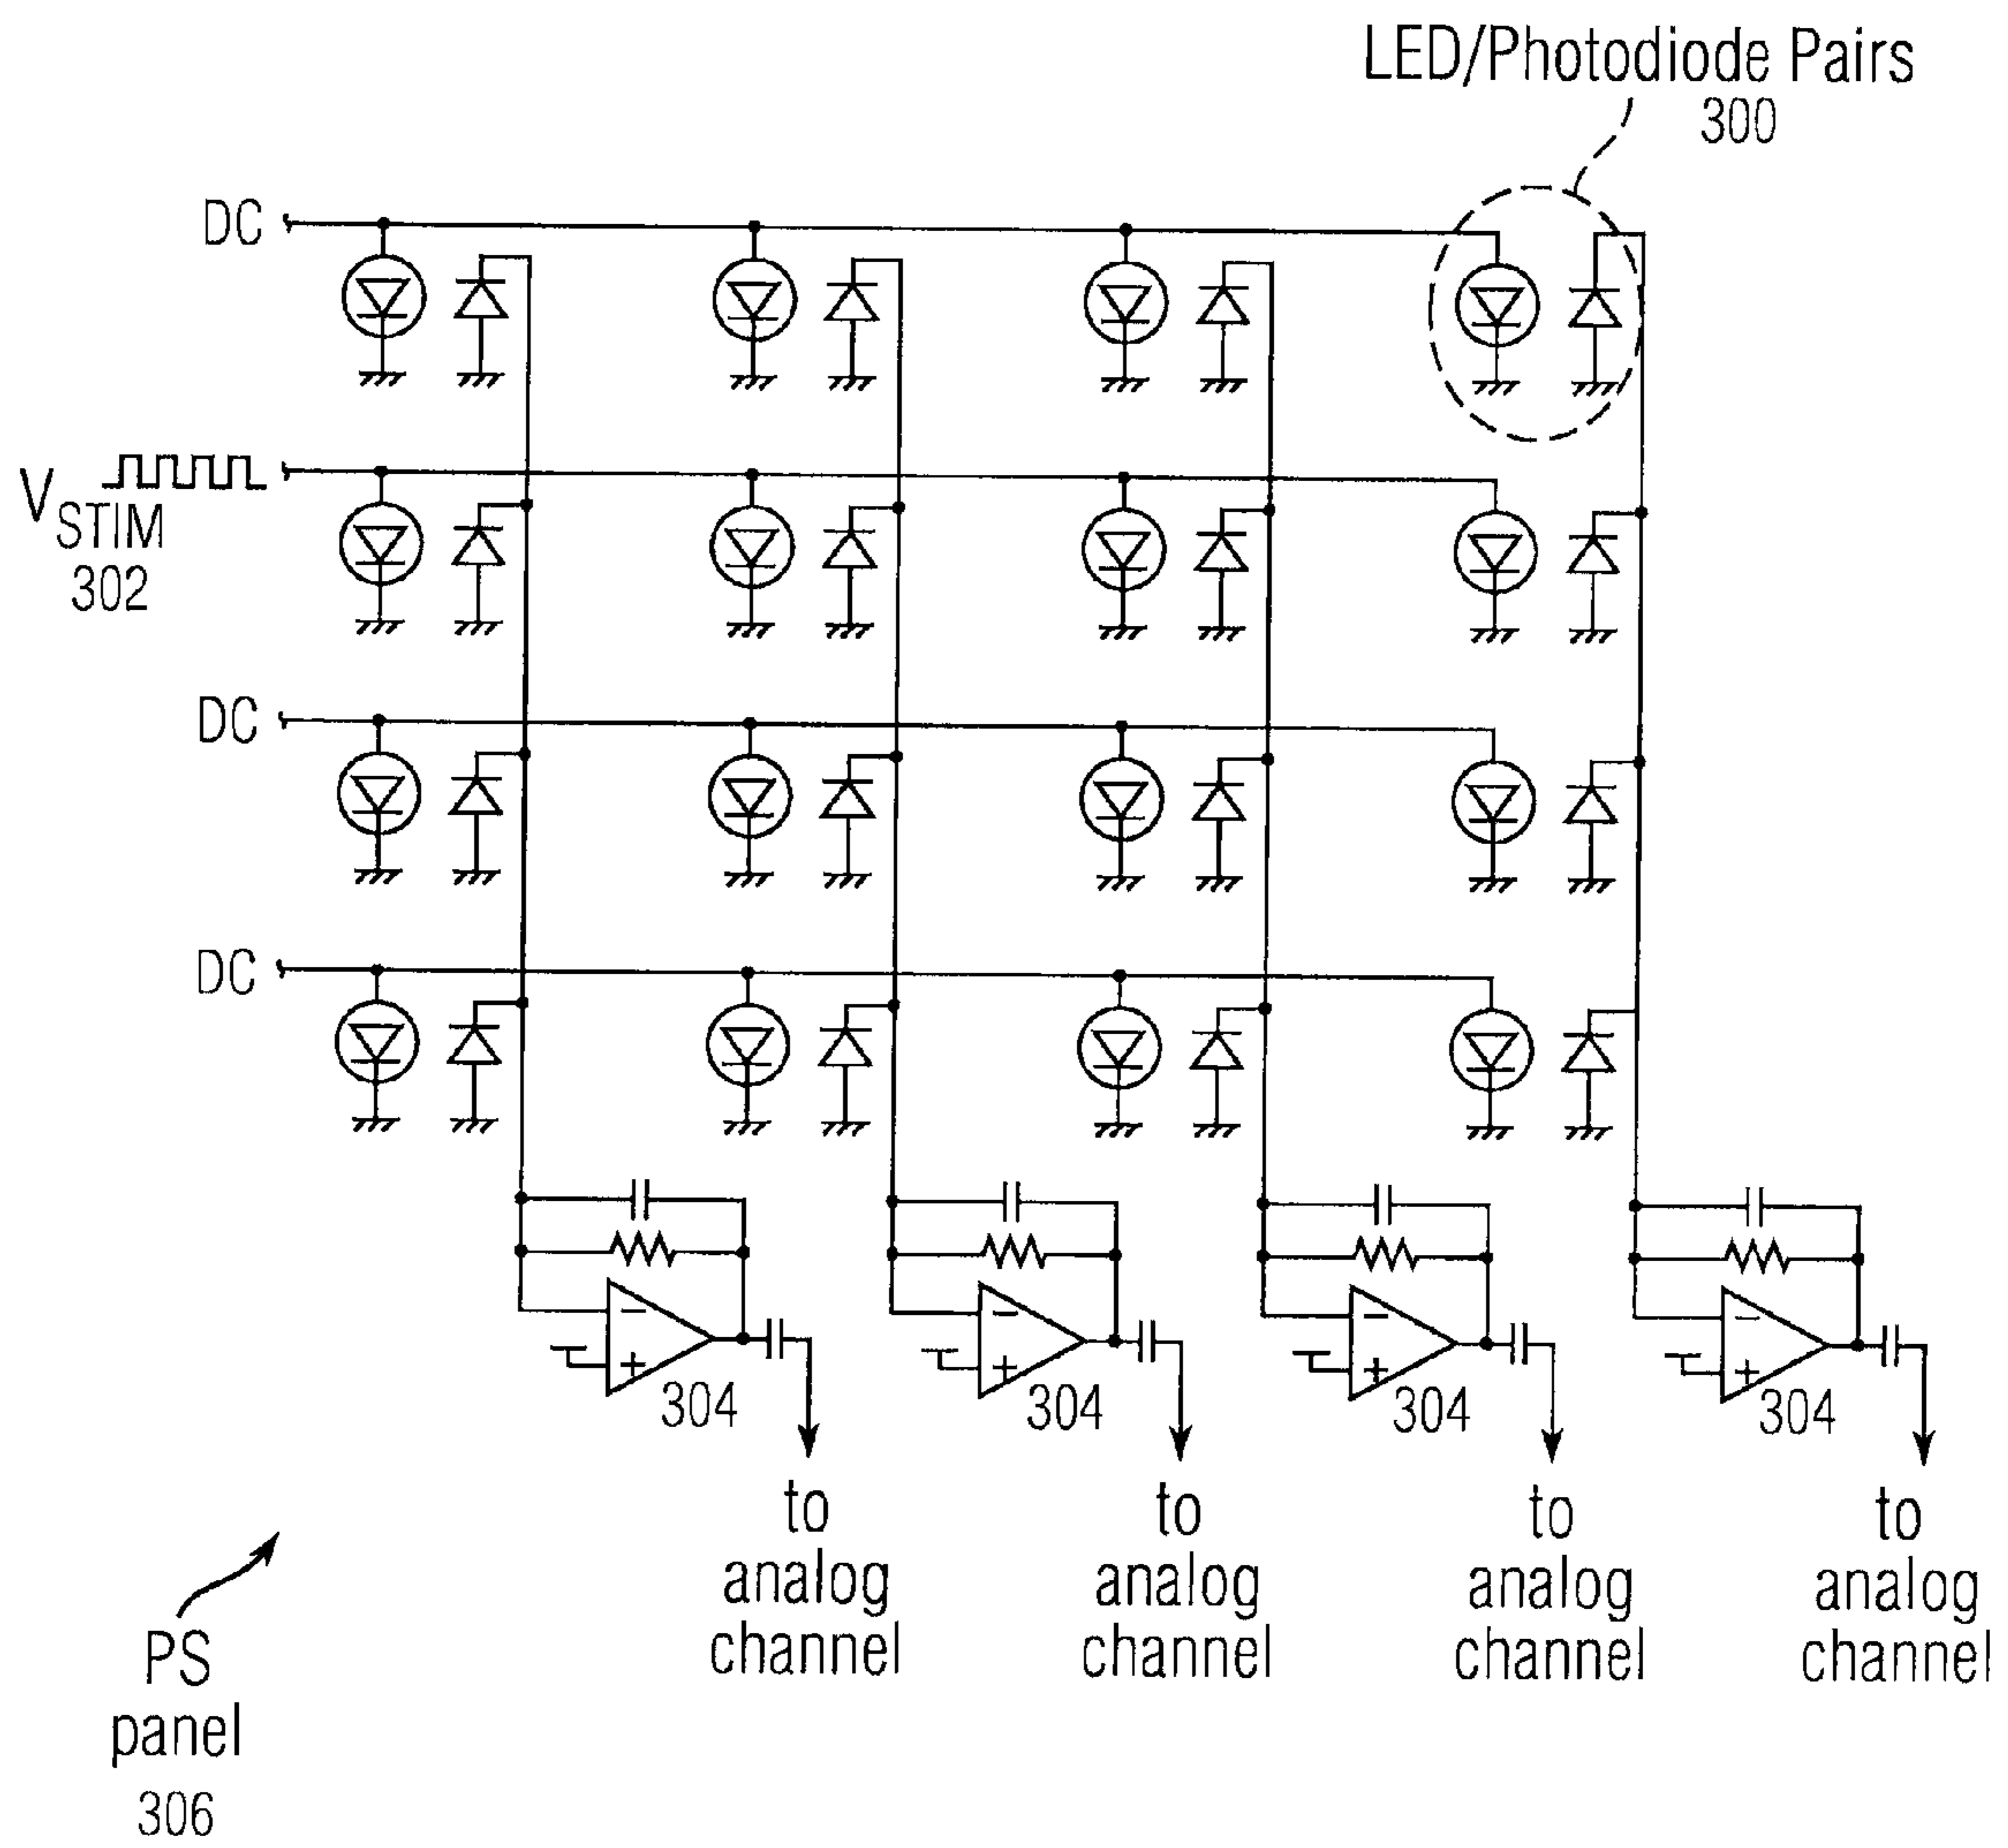 LED/Photodiode Pairs
300
DC
V STIM
302
DC
DC
−
+
304
−
+
304
−
+
304
−
+
304
to
analog
channel
to
analog
channel
to
analog
channel
to
analog
channel
PS
panel
306